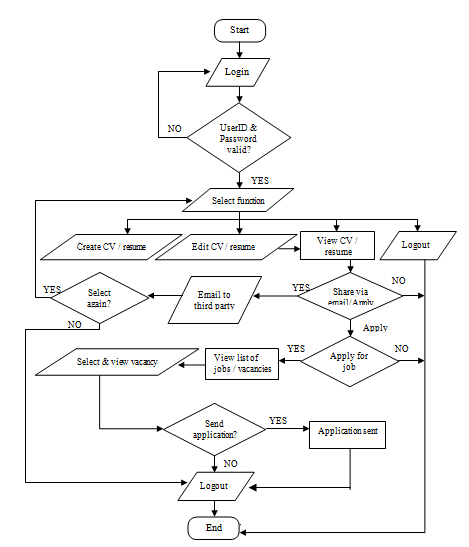 Start
Login
NO
UserID &
Password
valid?
YES
Select function
Create CV / resume
Edit CV / resume
View CV /
resume
Logout
YES
Select
again?
NO
Email to
third party
YES
Share via
email/Apply
NO
Apply
Select & view vacancy
View list of
jobs / vacancies
YES
Apply for
job
NO
Send
application?
YES
Application sent
NO
Logout
End